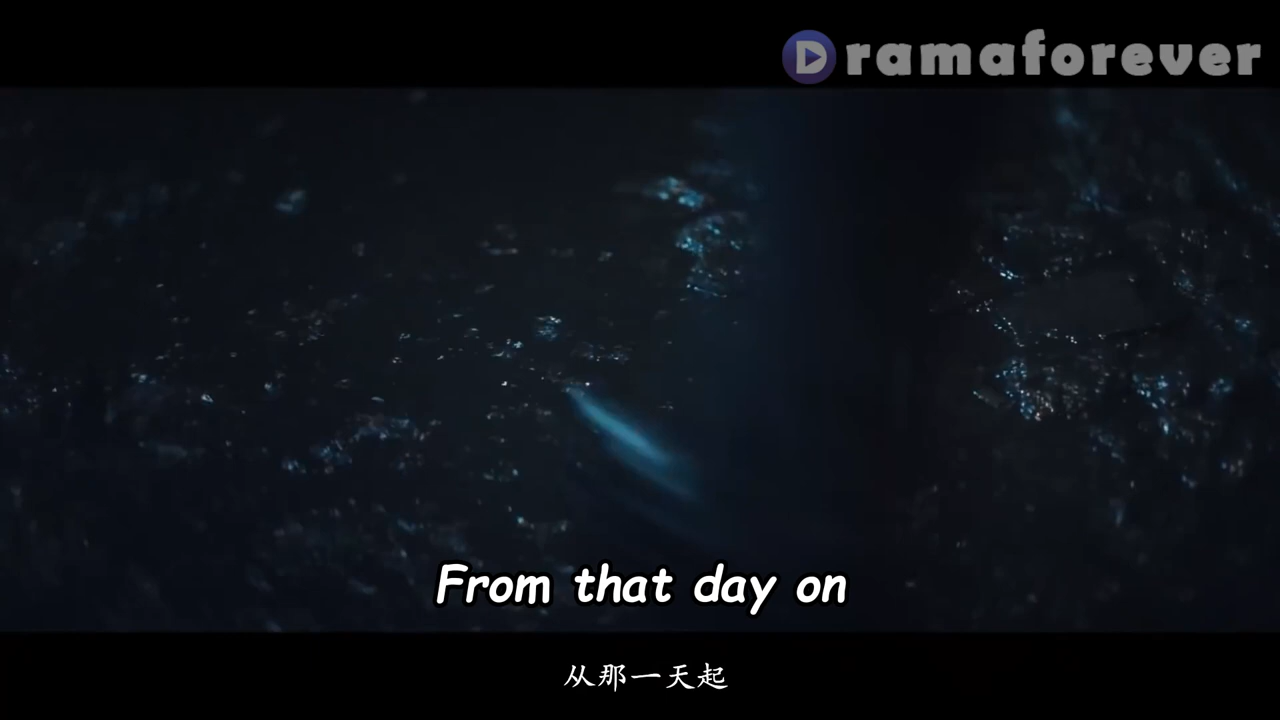 Dramaforever
From that day on
从那一天起